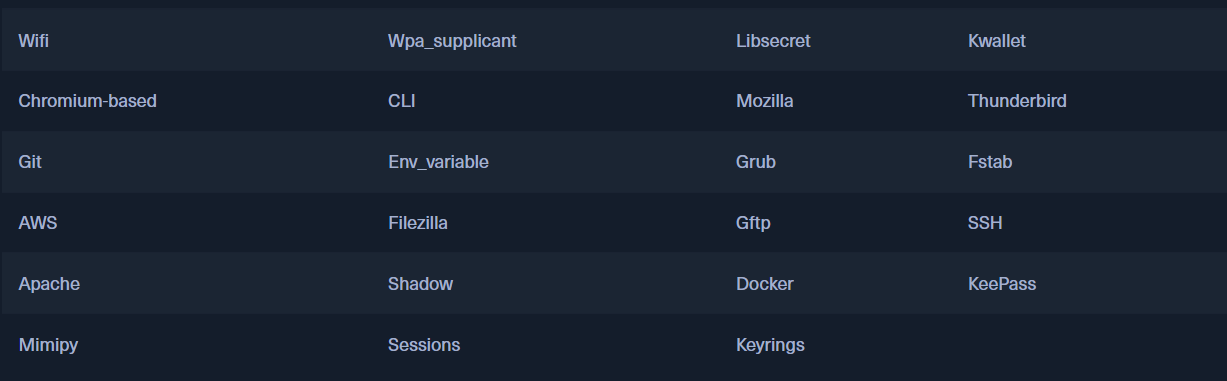 Wifi Wpa_supplicant Libsecret Kwallet
Chromium-based CLI Mozilla Thunderbird
Git Env_variable Grub Fstab
AWS Filezilla Gftp SSH
Apache Shadow Docker KeePass
Mimipy Sessions Keyrings